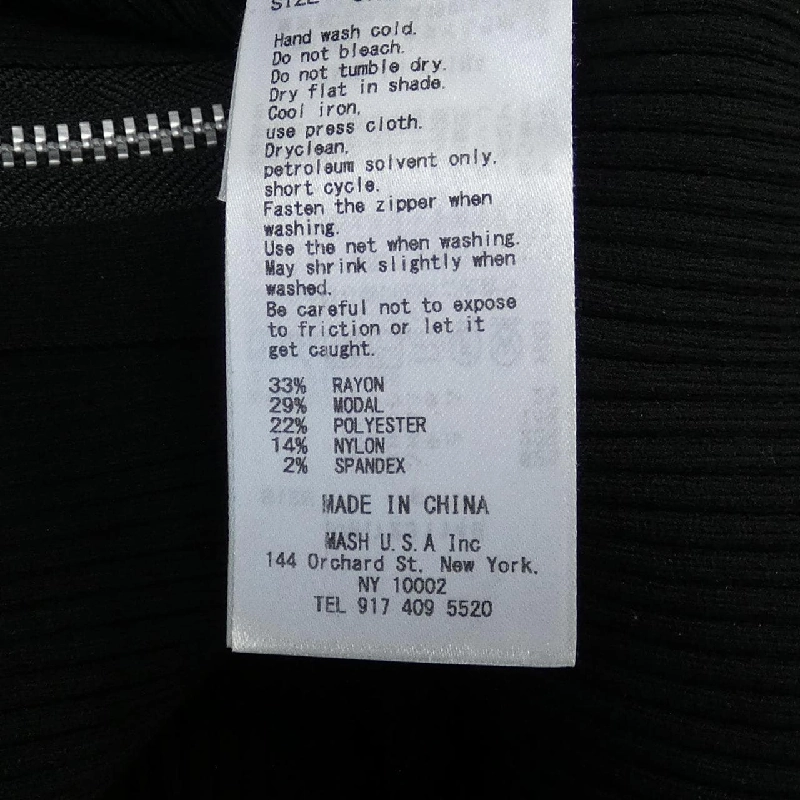 SIZE
Hand wash cold.
Do not bleach.
Do not tumble dry.
Dry flat in shade.
Cool iron,
use press cloth.
Dryclean,
petroleum solvent only.
short cycle.
Fasten the zipper when
washing.
Use the net when washing.
May shrink slightly when
washed.
Be careful not to expose
to friction or let it
get caught.
33% RAYON
29% MODAL
22% POLYESTER
14% NYLON
2% SPANDEX
MADE IN CHINA
MASH U.S.A Inc
144 Orchard St, New York,
NY 10002
TEL 917 409 5520